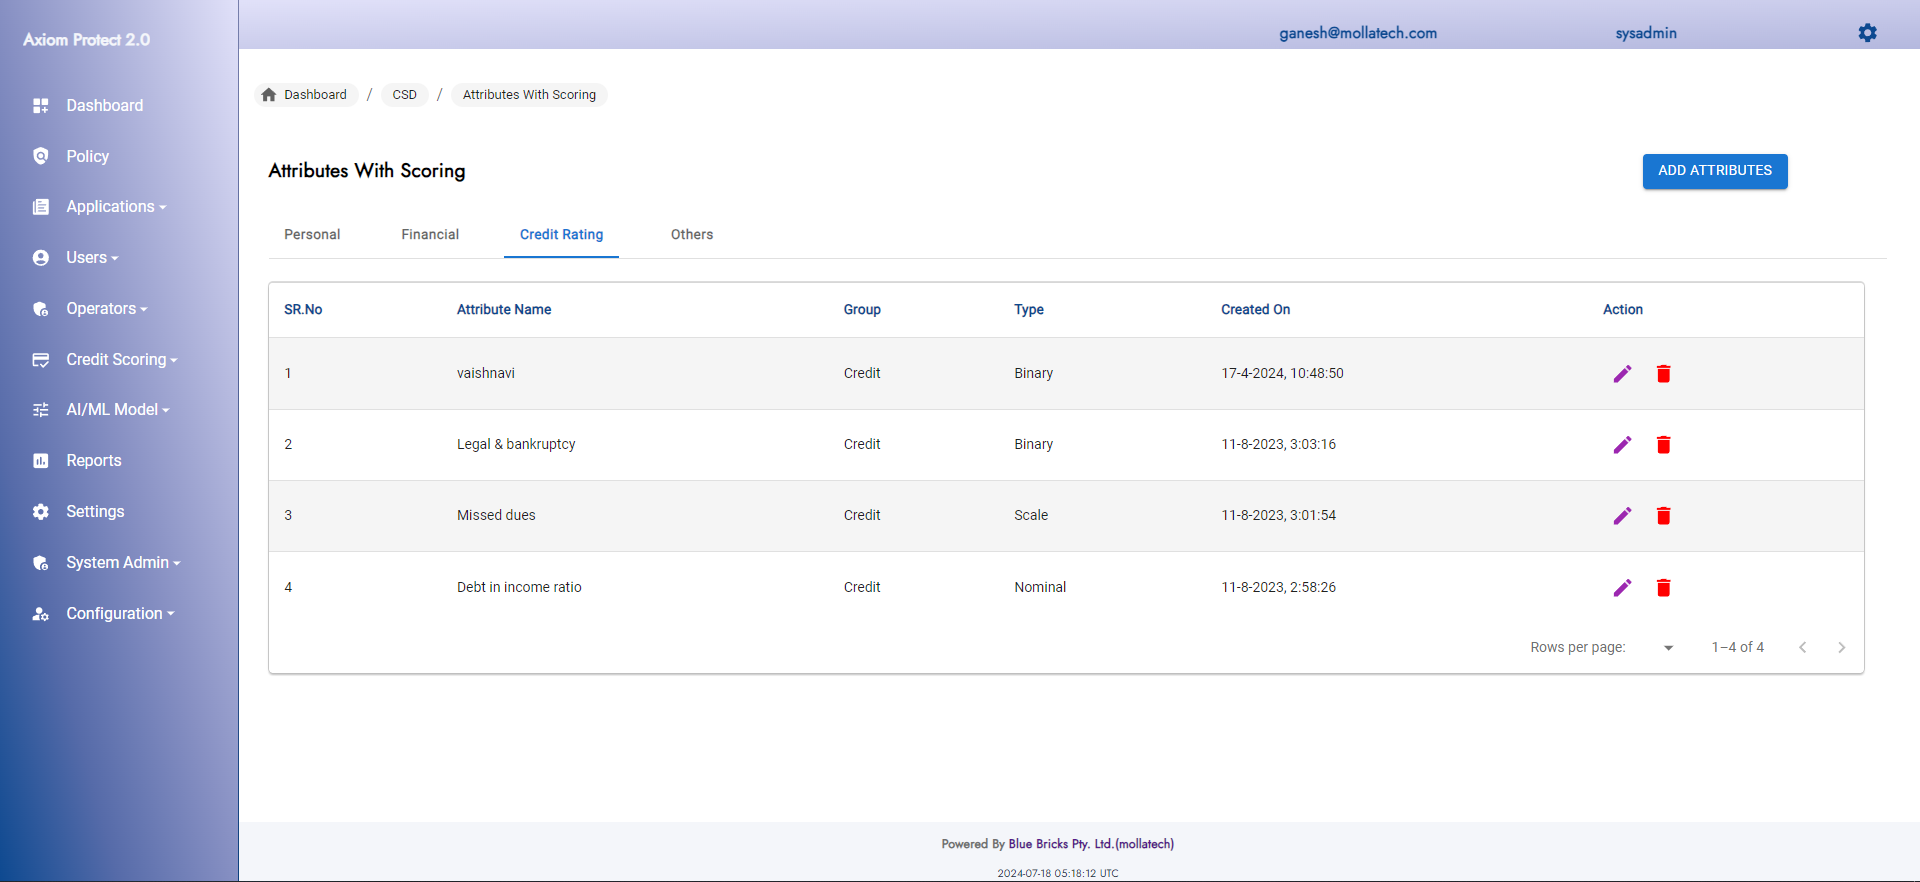 Axiom Protect 2.0
ganesh@mollatech.com sysadmin
Dashboard
Policy
Applications
Users
Operators
Credit Scoring
AI/ML Model
Reports
Settings
System Admin
Configuration
Dashboard / CSD / Attributes With Scoring
Attributes With Scoring
ADD ATTRIBUTES
Personal Financial Credit Rating Others
SR.No Attribute Name Group Type Created On Action
1 vaishnavi Credit Binary 17-4-2024, 10:48:50
2 Legal & bankruptcy Credit Binary 11-8-2023, 3:03:16
3 Missed dues Credit Scale 11-8-2023, 3:01:54
4 Debt in income ratio Credit Nominal 11-8-2023, 2:58:26
Rows per page: 1–4 of 4
Powered By Blue Bricks Pty. Ltd.(mollatech)
2024-07-18 05:18:12 UTC